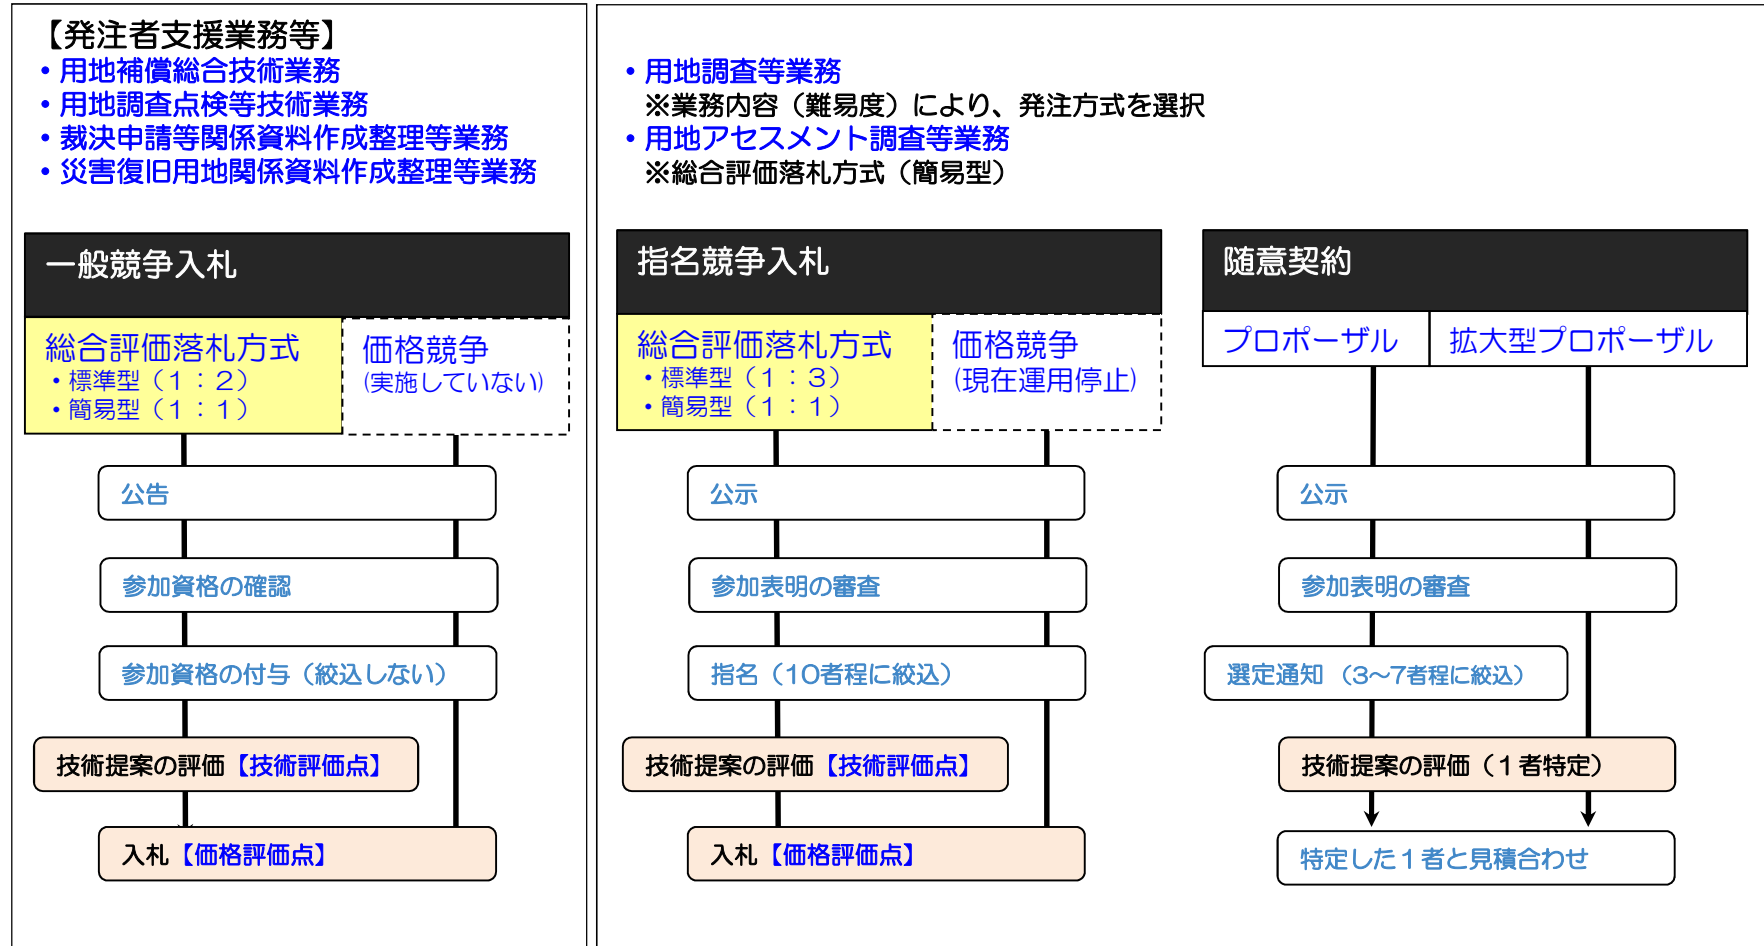 【発注者支援業務等】
・用地補償総合技術業務
・用地調査点検等技術業務
・裁決申請等関係資料作成整理等業務
・災害復旧用地関係資料作成整理等業務
一般競争入札
総合評価落札方式
・標準型（１：２）
・簡易型（１：１）
価格競争
(実施していない)
公告
参加資格の確認
参加資格の付与（絞込しない）
技術提案の評価【技術評価点】
入札【価格評価点】
・用地調査等業務
※業務内容（難易度）により、発注方式を選択
・用地アセスメント調査等業務
※総合評価落札方式（簡易型）
指名競争入札
総合評価落札方式
・標準型（１：３）
・簡易型（１：１）
価格競争
(現在運用停止)
公示
参加表明の審査
指名（10者程に絞込）
技術提案の評価【技術評価点】
入札【価格評価点】
随意契約
プロポーザル
拡大型プロポーザル
公示
参加表明の審査
選定通知（3～7者程に絞込）
技術提案の評価（１者特定）
特定した１者と見積合わせ